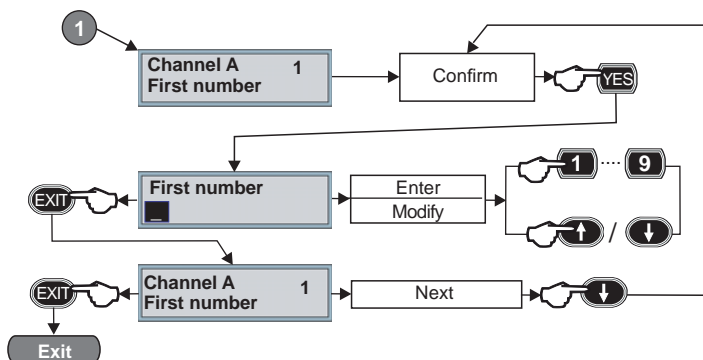 1
Channel A 1
First number
Confirm
YES
First number
_
EXIT
Enter
Modify
1 .... 9
↑ / ↓
Channel A 1
First number
EXIT
Next
↓
Exit